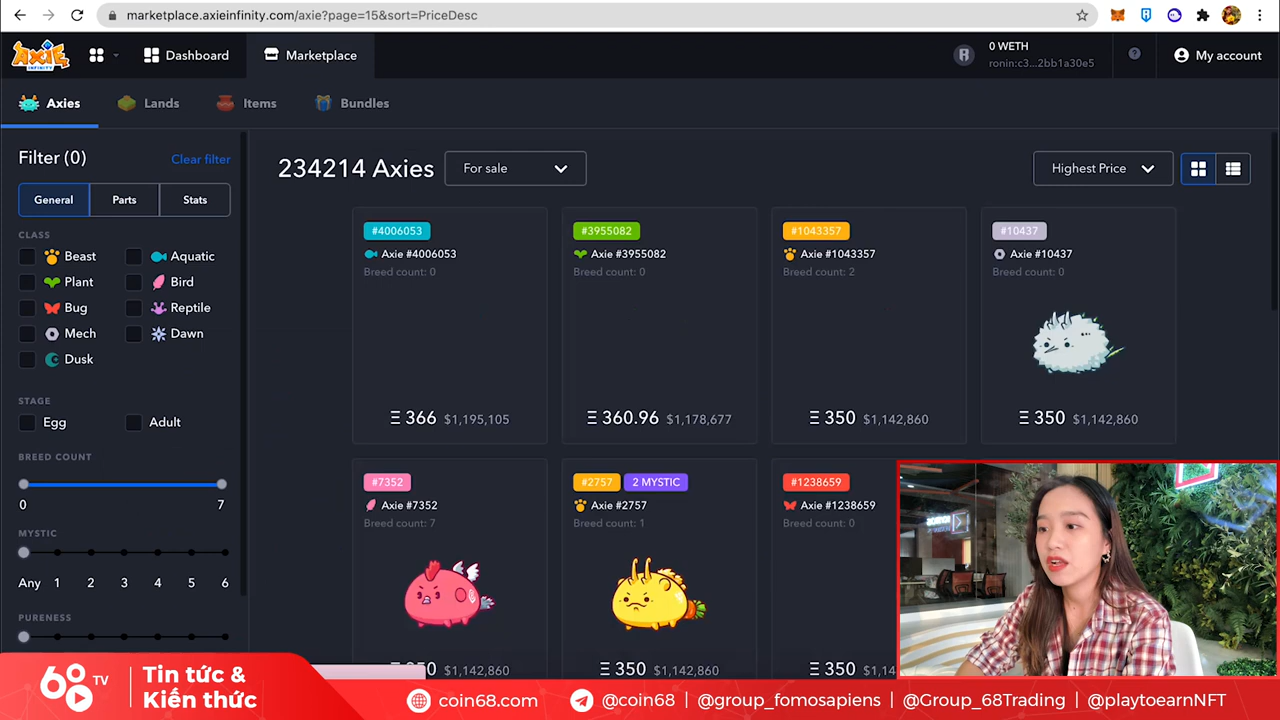 marketplace.axieinfinity.com/axie?page=15&sort=PriceDesc
AXIE INFINITY
Dashboard
Marketplace
0 WETH
ronin:c3...2bb1a30e5
?
My account
Axies
Lands
Items
Bundles
Filter (0)
Clear filter
General
Parts
Stats
CLASS
Beast
Aquatic
Plant
Bird
Bug
Reptile
Mech
Dawn
Dusk
STAGE
Egg
Adult
BREED COUNT
0
7
MYSTIC
Any 1 2 3 4 5 6
PURENESS
234214 Axies
For sale
Highest Price
#4006053
Axie #4006053
Breed count: 0
Ξ 366 $1,195,105
#3955082
Axie #3955082
Breed count: 0
Ξ 360.96 $1,178,677
#1043357
Axie #1043357
Breed count: 2
Ξ 350 $1,142,860
#10437
Axie #10437
Breed count: 0
Ξ 350 $1,142,860
#7352
Axie #7352
Breed count: 7
$1,142,860
#2757 2 MYSTIC
Axie #2757
Breed count: 1
Ξ 350 $1,142,860
#1238659
Axie #1238659
Breed count: 0
Ξ 350 $1,14
68 TV
Tin tức &
Kiến thức
coin68.com
@coin68 | @group_fomosapiens | @Group_68Trading | @playtoearnNFT